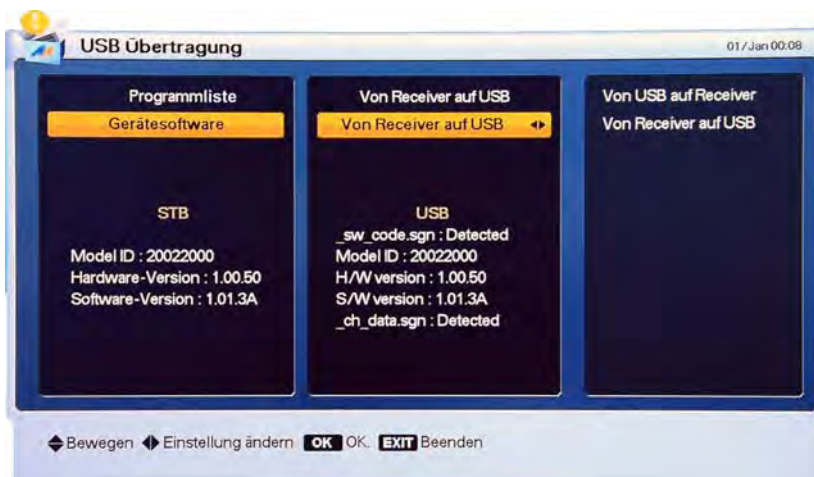 USB Übertragung
01/Jan 00:08
Programmliste
Gerätesoftware
STB
Model ID : 20022000
Hardware-Version : 1.00.50
Software-Version : 1.01.3A
Von Receiver auf USB
Von Receiver auf USB
USB
_sw_code.sgn : Detected
Model ID : 20022000
H/W version : 1.00.50
S/W version : 1.01.3A
_ch_data.sgn : Detected
Von USB auf Receiver
Von Receiver auf USB
Bewegen Einstellung ändern OK OK. EXIT Beenden